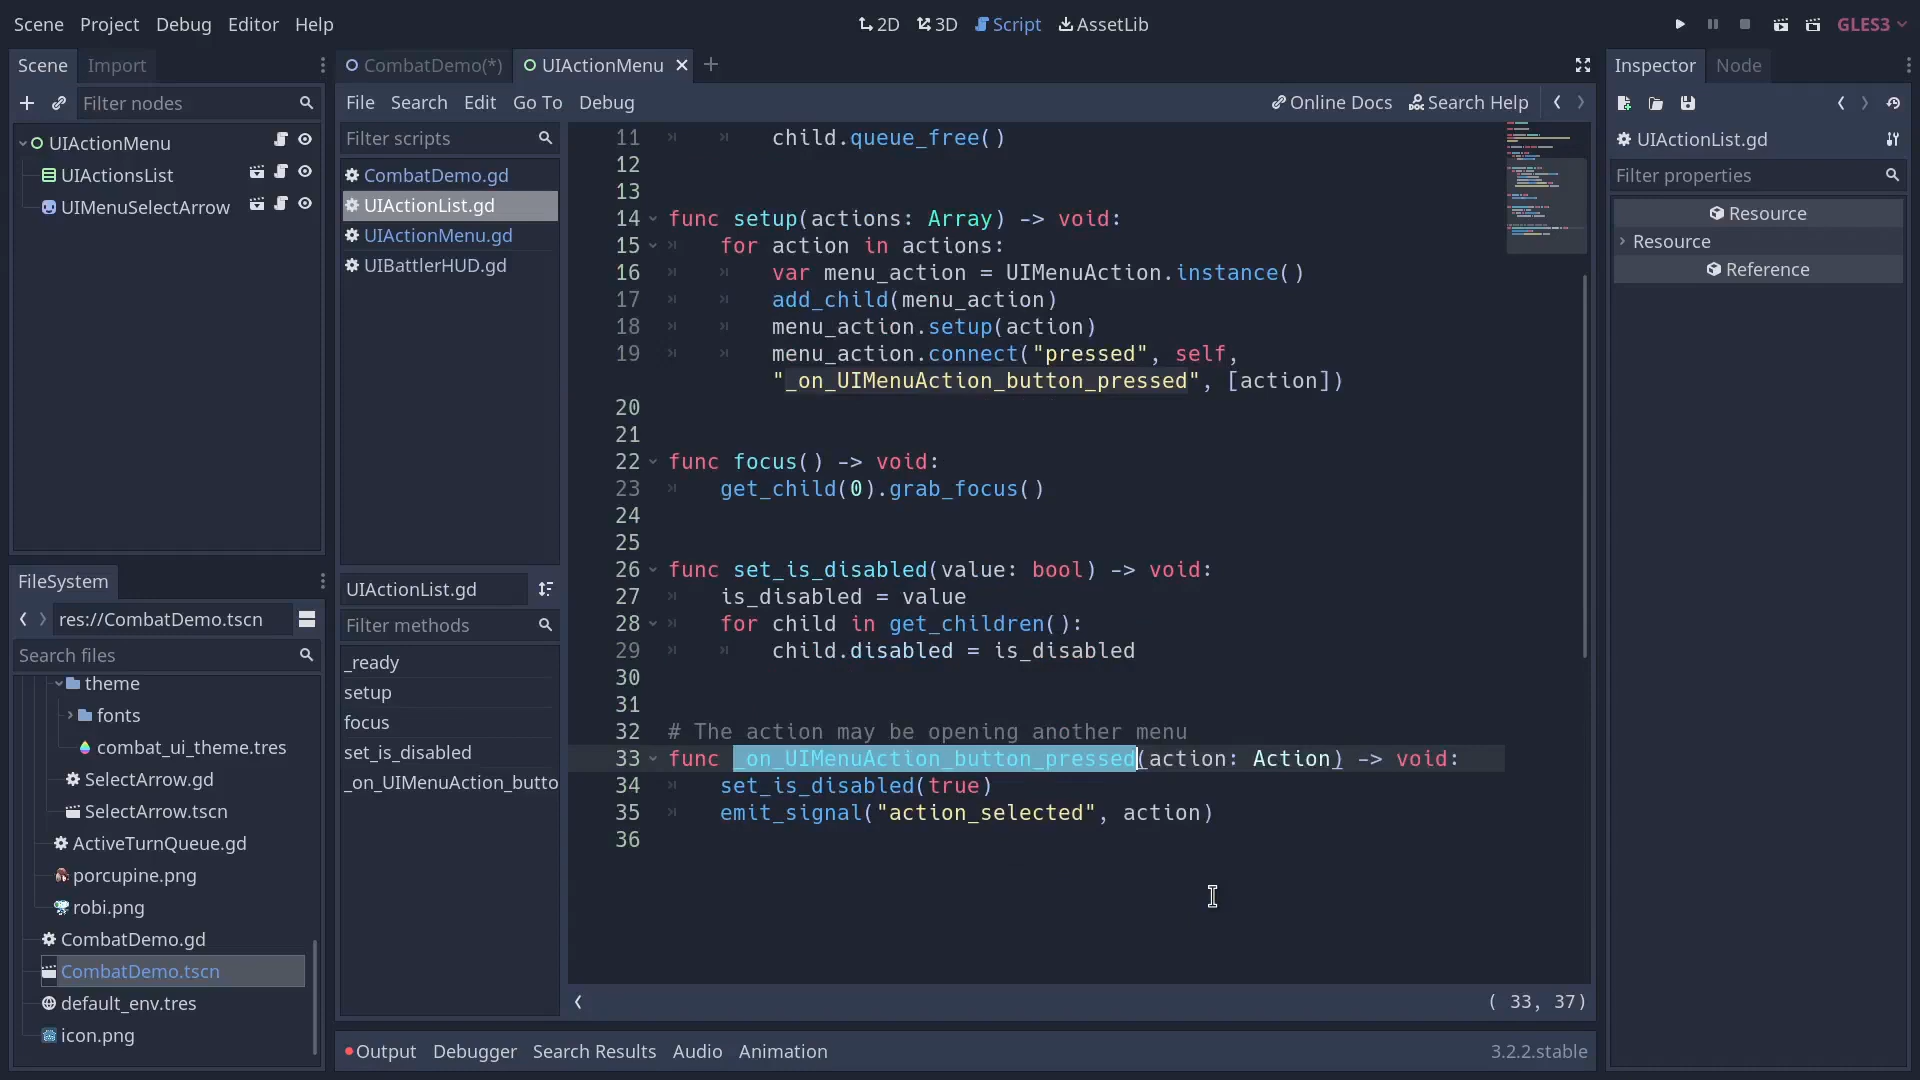 Scene Project Debug Editor Help
2D 3D Script AssetLib
GLES3
Scene Import
Filter nodes
UIActionMenu
UIActionsList
UIMenuSelectArrow
FileSystem
res://CombatDemo.tscn
Search files
theme
fonts
combat_ui_theme.tres
SelectArrow.gd
SelectArrow.tscn
ActiveTurnQueue.gd
porcupine.png
robi.png
CombatDemo.gd
CombatDemo.tscn
default_env.tres
icon.png
CombatDemo(*) UIActionMenu
File Search Edit Go To Debug
Online Docs Search Help
Filter scripts
CombatDemo.gd
UIActionList.gd
UIActionMenu.gd
UIBattlerHUD.gd
UIActionList.gd
Filter methods
_ready
setup
focus
set_is_disabled
_on_UIMenuAction_butto
11 child.queue_free()
12
13
14 func setup(actions: Array) -> void:
15 for action in actions:
16 var menu_action = UIMenuAction.instance()
17 add_child(menu_action)
18 menu_action.setup(action)
19 menu_action.connect("pressed", self,
"_on_UIMenuAction_button_pressed", [action])
20
21
22 func focus() -> void:
23 get_child(0).grab_focus()
24
25
26 func set_is_disabled(value: bool) -> void:
27 is_disabled = value
28 for child in get_children():
29 child.disabled = is_disabled
30
31
32 # The action may be opening another menu
33 func _on_UIMenuAction_button_pressed(action: Action) -> void:
34 set_is_disabled(true)
35 emit_signal("action_selected", action)
36
( 33, 37)
Output Debugger Search Results Audio Animation
3.2.2.stable
Inspector Node
UIActionList.gd
Filter properties
Resource
Resource
Reference